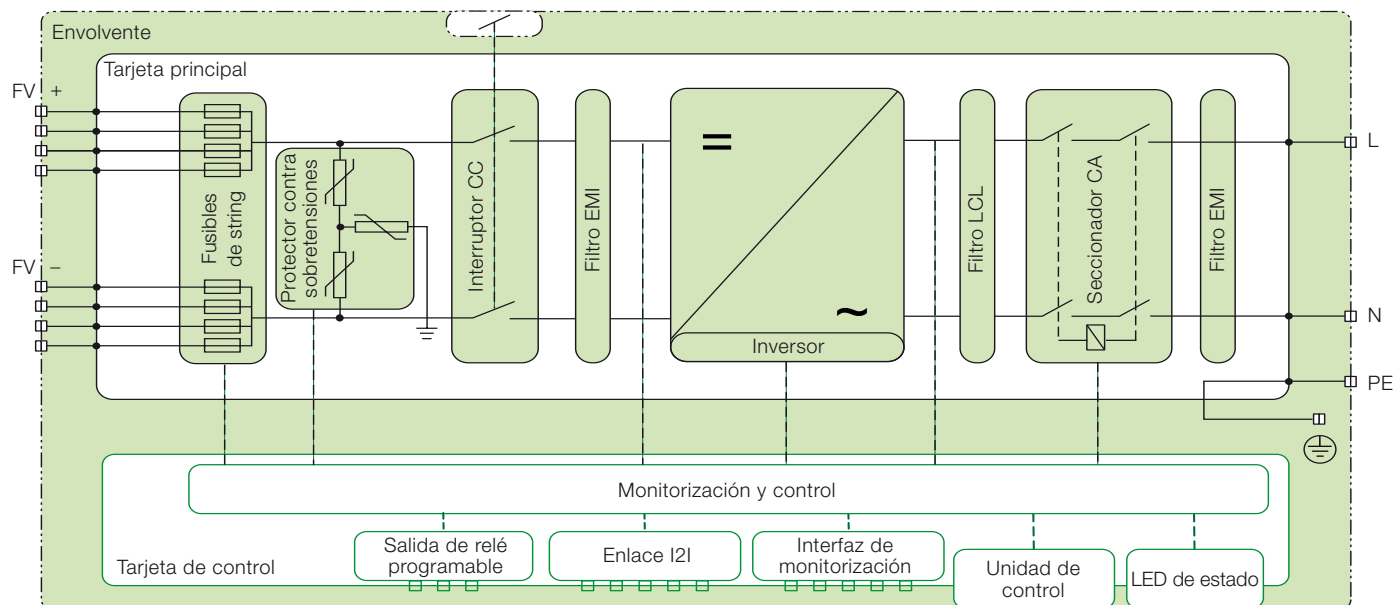 Envolvente
Tarjeta principal
FV +
FV –
Fusibles
de string
Protector contra
sobretensiones
Interruptor CC
Filtro EMI
=
~
Inversor
Filtro LCL
Seccionador CA
Filtro EMI
L
N
PE
Monitorización y control
Tarjeta de control
Salida de relé
programable
Enlace I2I
Interfaz de
monitorización
Unidad de
control
LED de estado